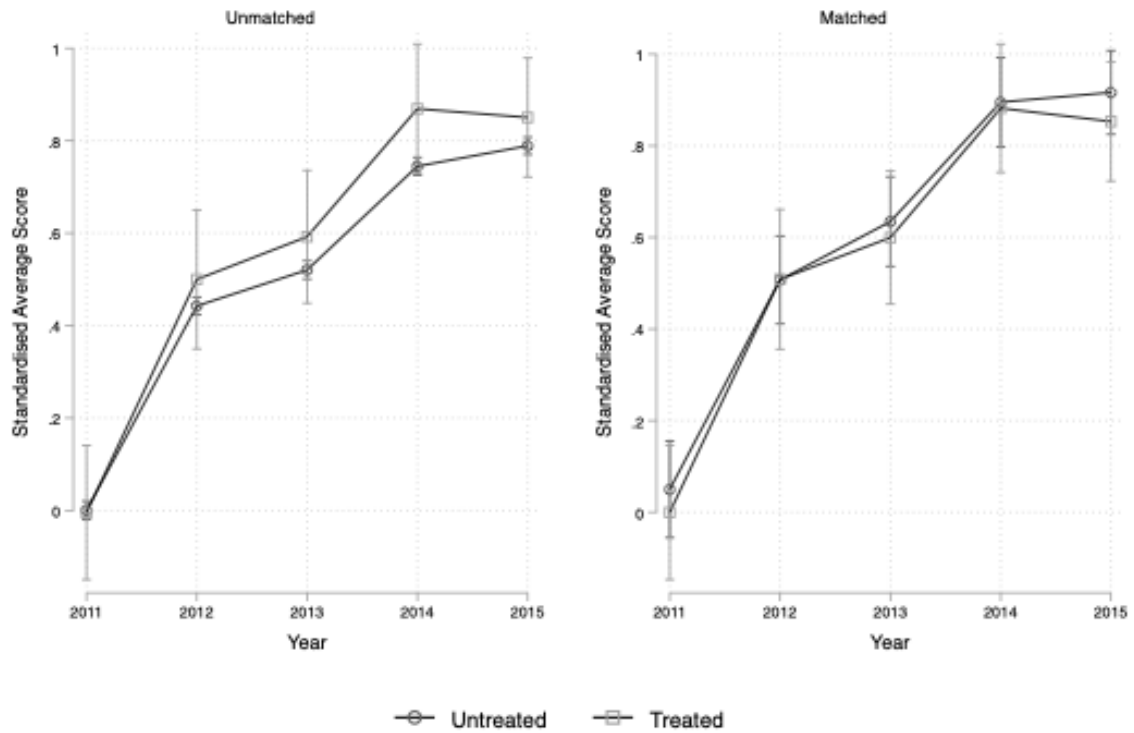 Unmatched
Standardised Average Score
1
.8
.6
.4
.2
0
2011 2012 2013 2014 2015
Year
Matched
Standardised Average Score
1
.8
.6
.4
.2
0
2011 2012 2013 2014 2015
Year
Untreated Treated